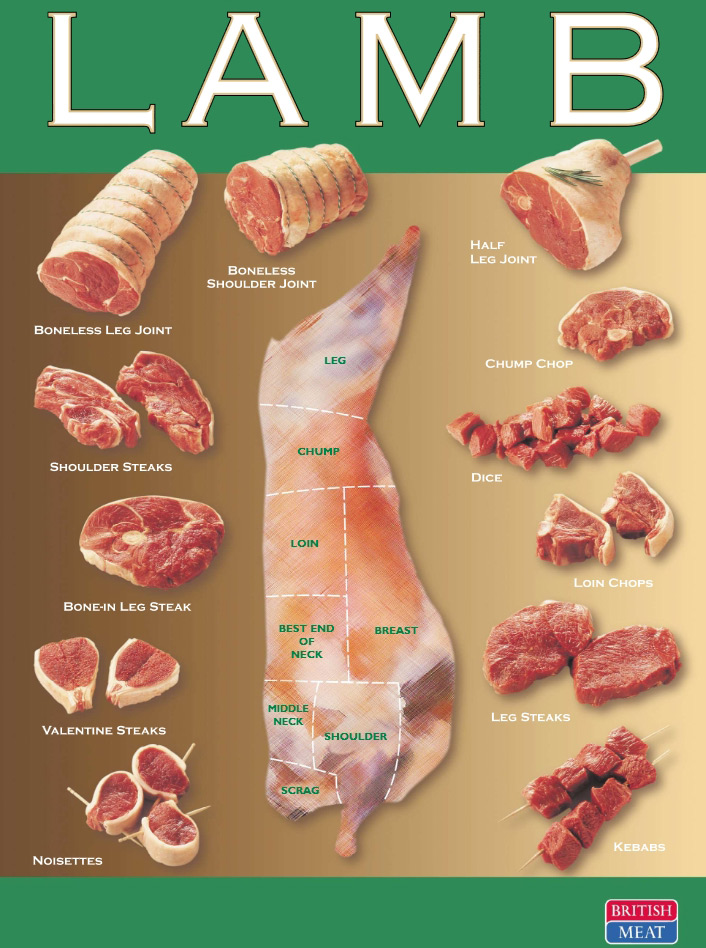 LAMB
BONELESS
SHOULDER JOINT
HALF
LEG JOINT
BONELESS LEG JOINT
LEG
CHUMP CHOP
SHOULDER STEAKS
CHUMP
DICE
LOIN
LOIN CHOPS
BONE-IN LEG STEAK
BEST END
OF
NECK
BREAST
VALENTINE STEAKS
MIDDLE
NECK
SHOULDER
LEG STEAKS
SCRAG
NOISETTES
KEBABS
BRITISH
MEAT